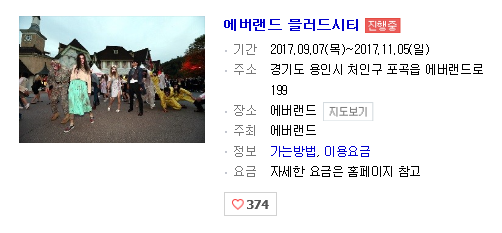 에버랜드 블러드시티 진행중
기간 2017.09.07(목)~2017.11.05(일)
주소 경기도 용인시 처인구 포곡읍 에버랜드로
199
장소 에버랜드 지도보기
주최 에버랜드
정보 가는방법, 이용요금
요금 자세한 요금은 홈페이지 참고
374